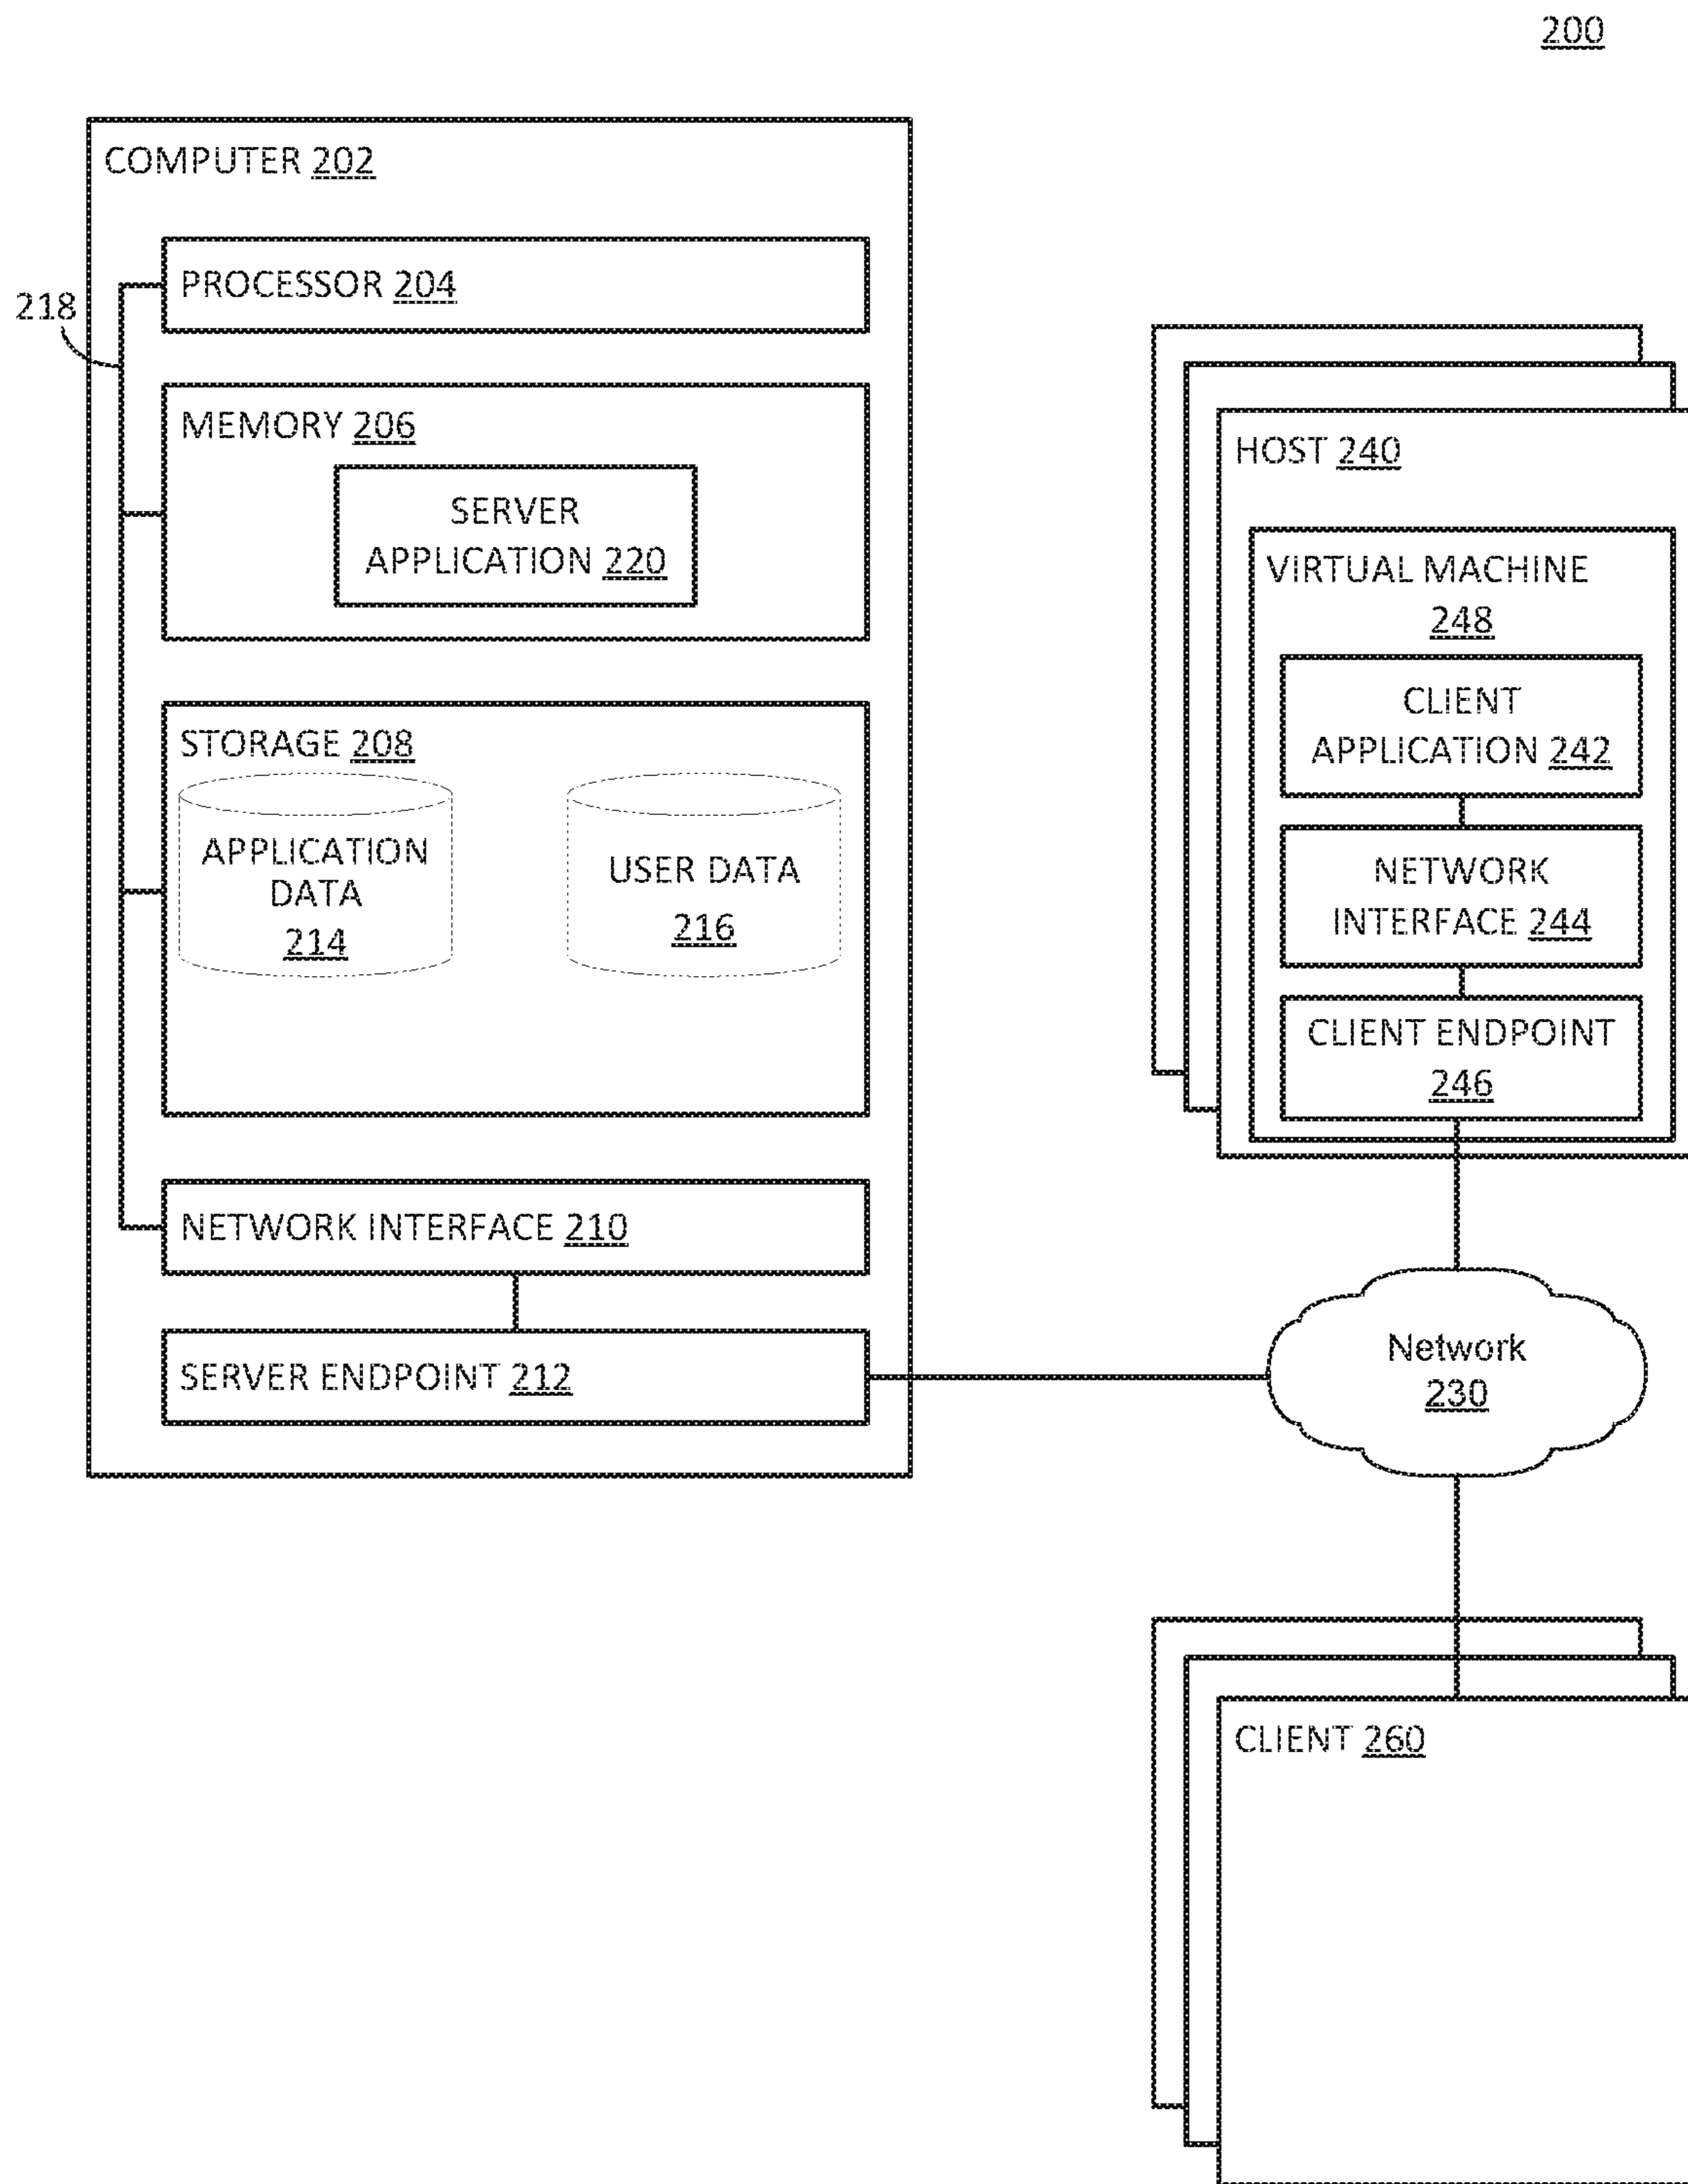 200
COMPUTER 202
PROCESSOR 204
218
MEMORY 206
SERVER
APPLICATION 220
STORAGE 208
APPLICATION
DATA
214
USER DATA
216
NETWORK INTERFACE 210
SERVER ENDPOINT 212
HOST 240
VIRTUAL MACHINE
248
CLIENT
APPLICATION 242
NETWORK
INTERFACE 244
CLIENT ENDPOINT
246
Network
230
CLIENT 260